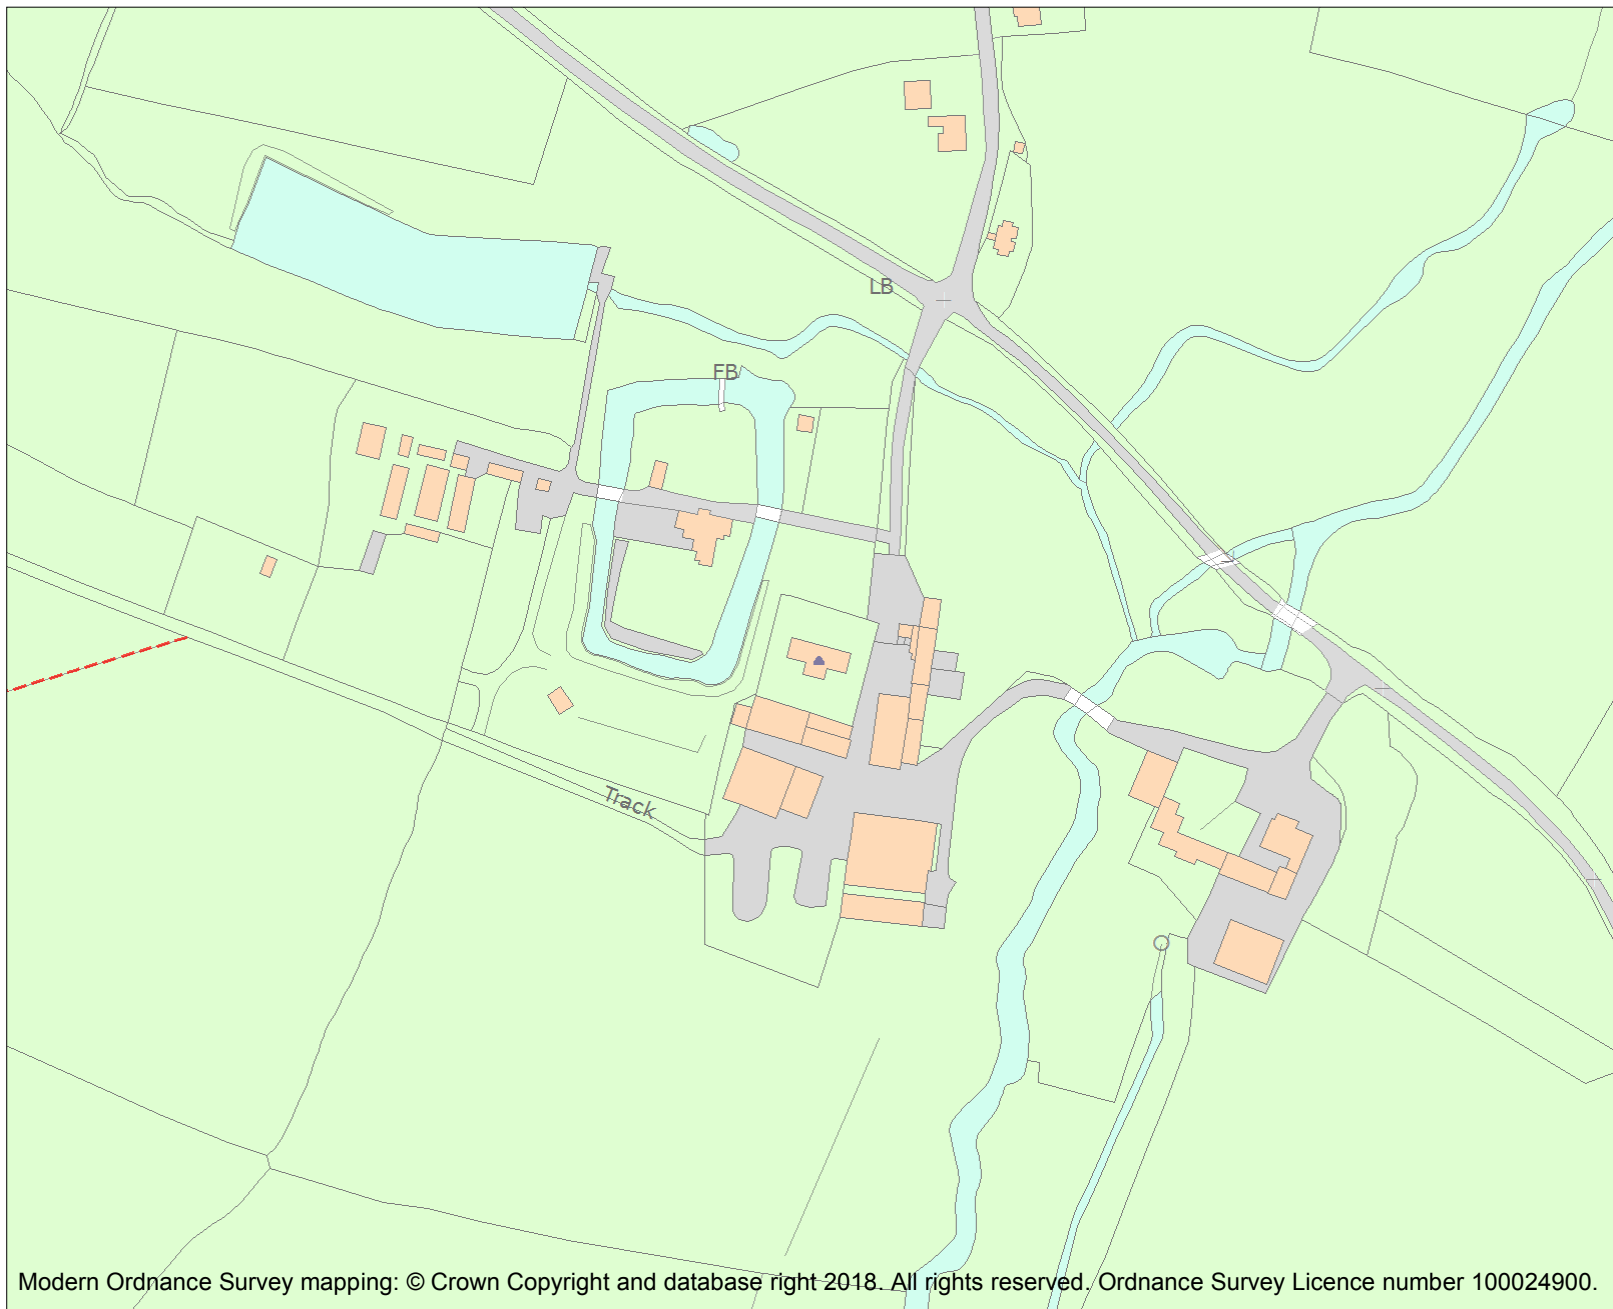 LB
FB
Track
Modern Ordnance Survey mapping: © Crown Copyright and database right 2018. All rights reserved. Ordnance Survey Licence number 100024900.